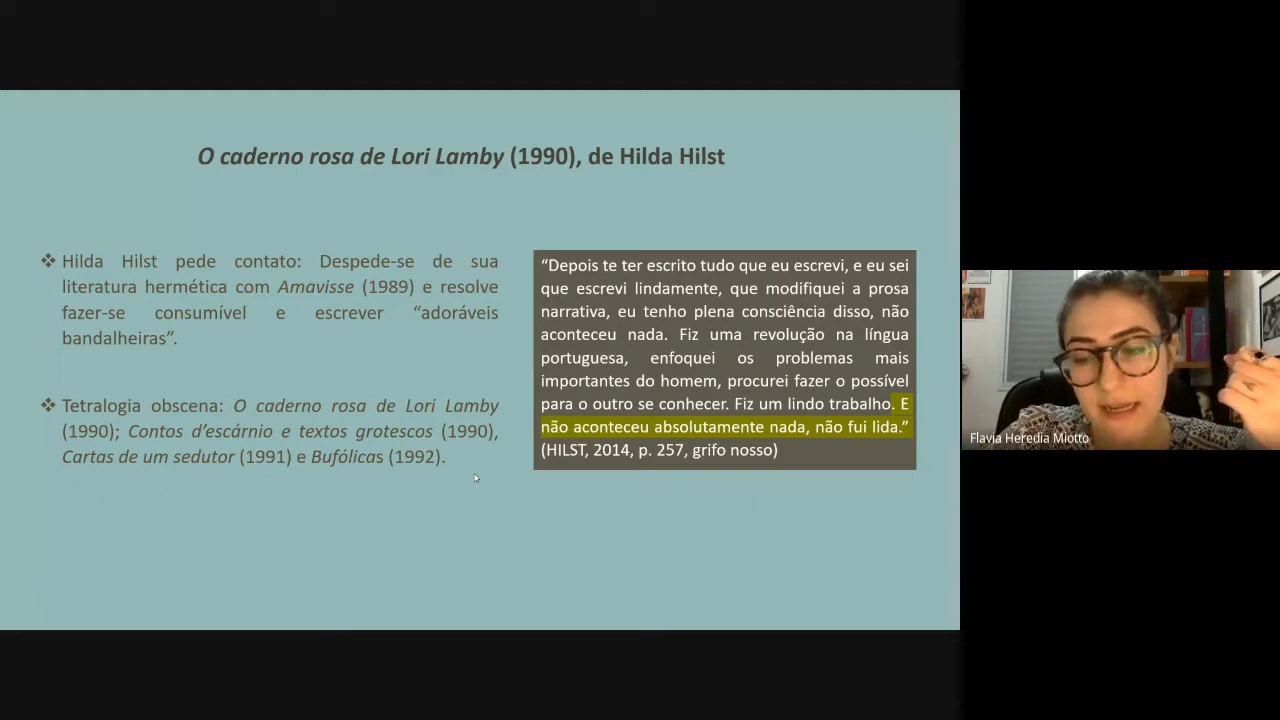 O caderno rosa de Lori Lamby (1990), de Hilda Hilst
❖ Hilda Hilst pede contato: Despede-se de sua
literatura hermética com Amavisse (1989) e resolve
fazer-se consumível e escrever “adoráveis
bandalheiras”.
❖ Tetralogia obscena: O caderno rosa de Lori Lamby
(1990); Contos d’escárnio e textos grotescos (1990),
Cartas de um sedutor (1991) e Bufólicas (1992).
“Depois te ter escrito tudo que eu escrevi, e eu sei
que escrevi lindamente, que modifiquei a prosa
narrativa, eu tenho plena consciência disso, não
aconteceu nada. Fiz uma revolução na língua
portuguesa, enfoquei os problemas mais
importantes do homem, procurei fazer o possível
para o outro se conhecer. Fiz um lindo trabalho. E
não aconteceu absolutamente nada, não fui lida.”
(HILST, 2014, p. 257, grifo nosso)
Flavia Heredia Miotto